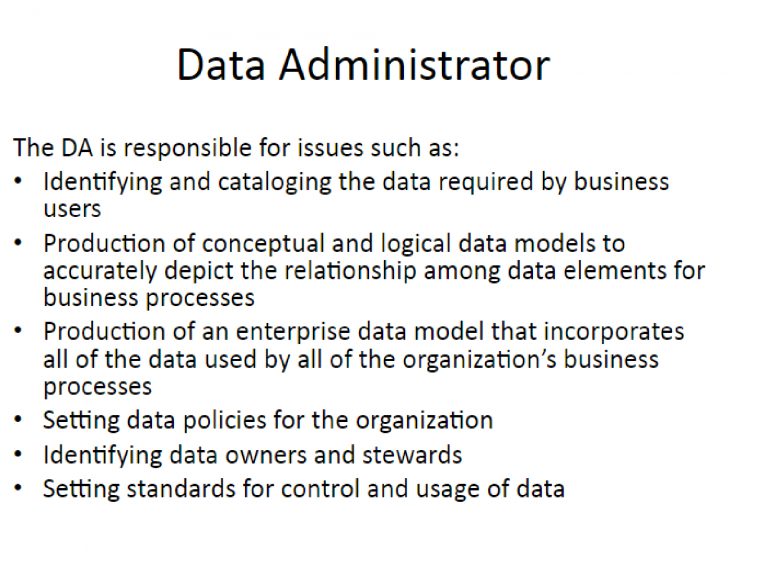 Data Administrator
The DA is responsible for issues such as:
• Identifying and cataloging the data required by business
users
• Production of conceptual and logical data models to
accurately depict the relationship among data elements for
business processes
• Production of an enterprise data model that incorporates
all of the data used by all of the organization’s business
processes
• Setting data policies for the organization
• Identifying data owners and stewards
• Setting standards for control and usage of data